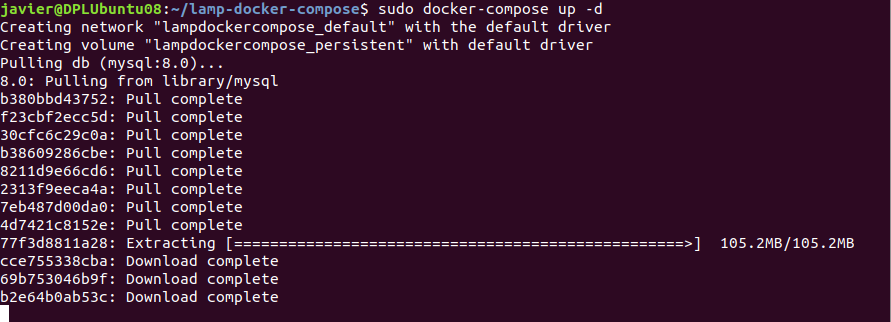 javier@DPLUbuntu08:~/lamp-docker-compose$ sudo docker-compose up -d
Creating network "lampdockercompose_default" with the default driver
Creating volume "lampdockercompose_persistent" with default driver
Pulling db (mysql:8.0)...
8.0: Pulling from library/mysql
b380bbd43752: Pull complete
f23cbf2ecc5d: Pull complete
30cfc6c29c0a: Pull complete
b38609286cbe: Pull complete
8211d9e66cd6: Pull complete
2313f9eeca4a: Pull complete
7eb487d00da0: Pull complete
4d7421c8152e: Pull complete
77f3d8811a28: Extracting [==================================================>]  105.2MB/105.2MB
cce755338cba: Download complete
69b753046b9f: Download complete
b2e64b0ab53c: Download complete